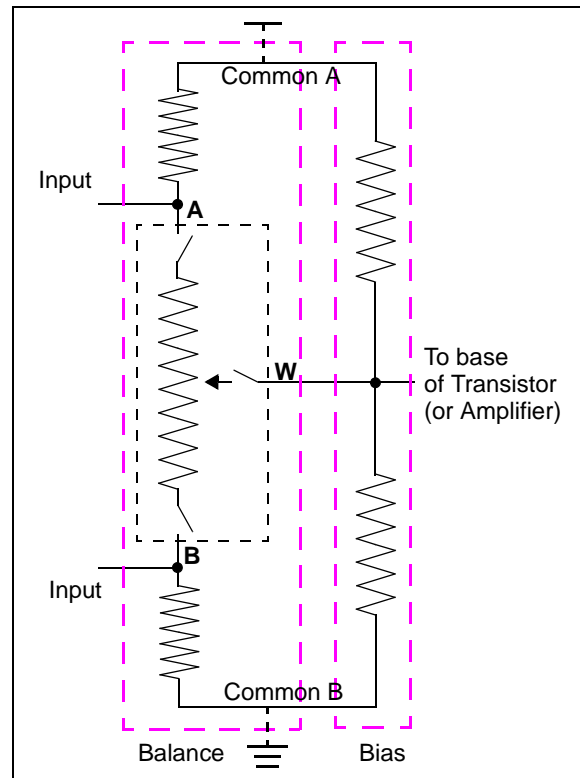 Common A
Input
A
W
To base
of Transistor
(or Amplifier)
B
Input
Common B
Balance
Bias